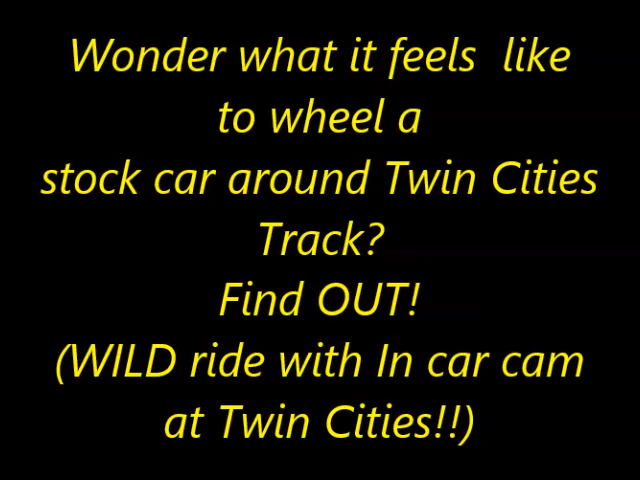 Wonder what it feels  like
to wheel a
stock car around Twin Cities
Track?
Find OUT!
(WILD ride with In car cam
at Twin Cities!!)